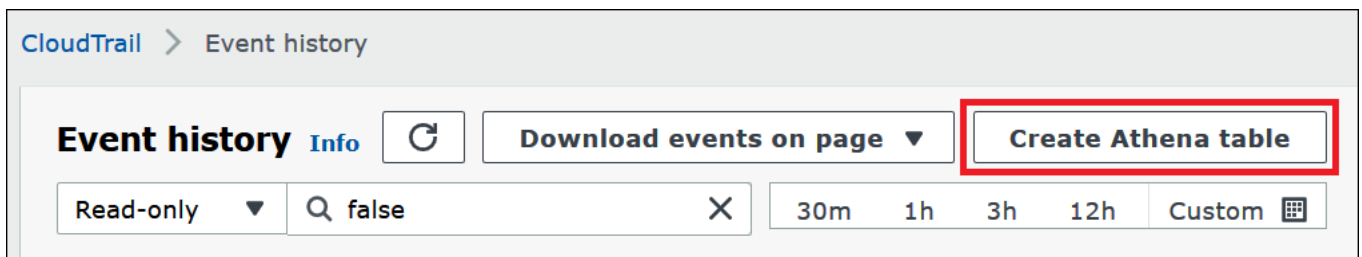 CloudTrail > Event history
Event history Info Download events on page ▼ Create Athena table
Read-only ▼ false 30m 1h 3h 12h Custom